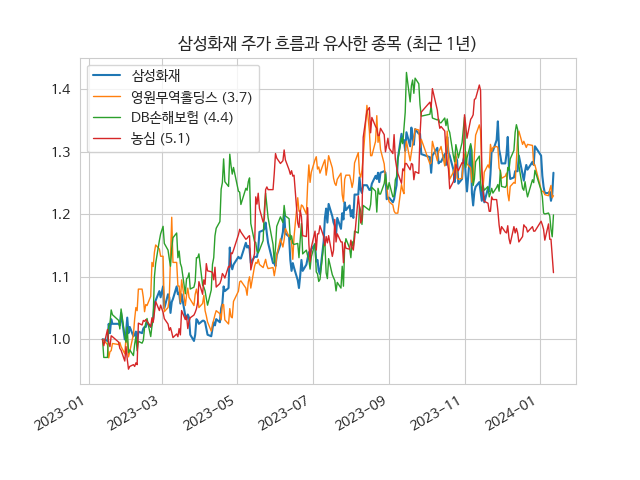 삼성화재 주가 흐름과 유사한 종목 (최근 1년)
삼성화재
영원무역홀딩스 (3.7)
DB손해보험 (4.4)
농심 (5.1)
1.4
1.3
1.2
1.1
1.0
2023-01
2023-03
2023-05
2023-07
2023-09
2023-11
2024-01